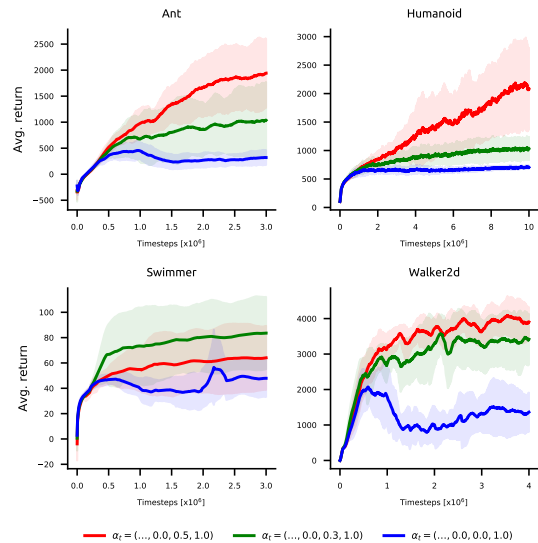 Ant
Humanoid
Avg. return
2500
2000
1500
1000
500
0
−500
0.0 0.5 1.0 1.5 2.0 2.5 3.0
Timesteps [x10⁶]
3000
2500
2000
1500
1000
500
0
0 2 4 6 8 10
Timesteps [x10⁶]
Swimmer
Walker2d
Avg. return
100
80
60
40
20
0
−20
0.0 0.5 1.0 1.5 2.0 2.5 3.0
Timesteps [x10⁶]
4000
3000
2000
1000
0
0 1 2 3 4
Timesteps [x10⁶]
αₜ = (..., 0.0, 0.5, 1.0) αₜ = (..., 0.0, 0.3, 1.0) αₜ = (..., 0.0, 0.0, 1.0)